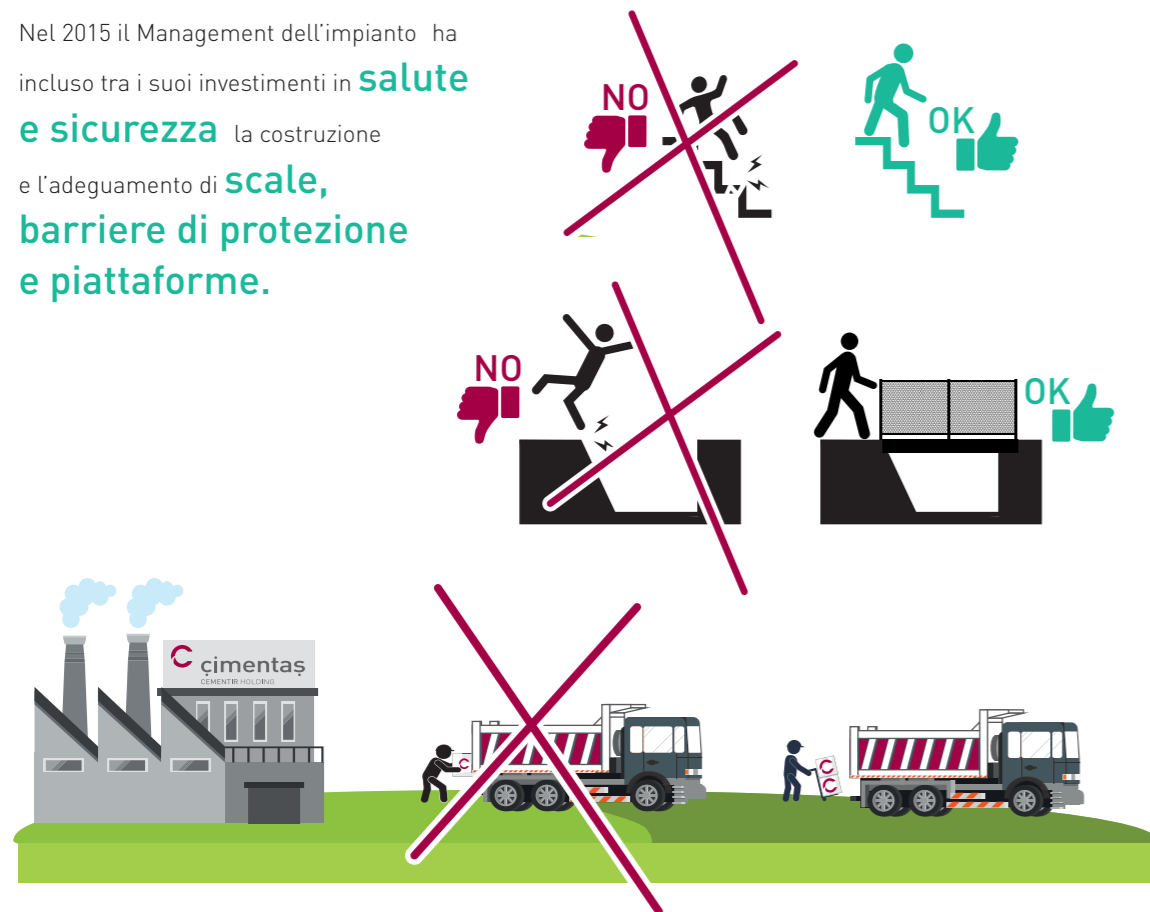 Nel 2015 il Management dell'impianto ha
incluso tra i suoi investimenti in salute
e sicurezza la costruzione
e l'adeguamento di scale,
barriere di protezione
e piattaforme.
NO
OK
NO
OK
çimentaş
CEMENTIR HOLDING